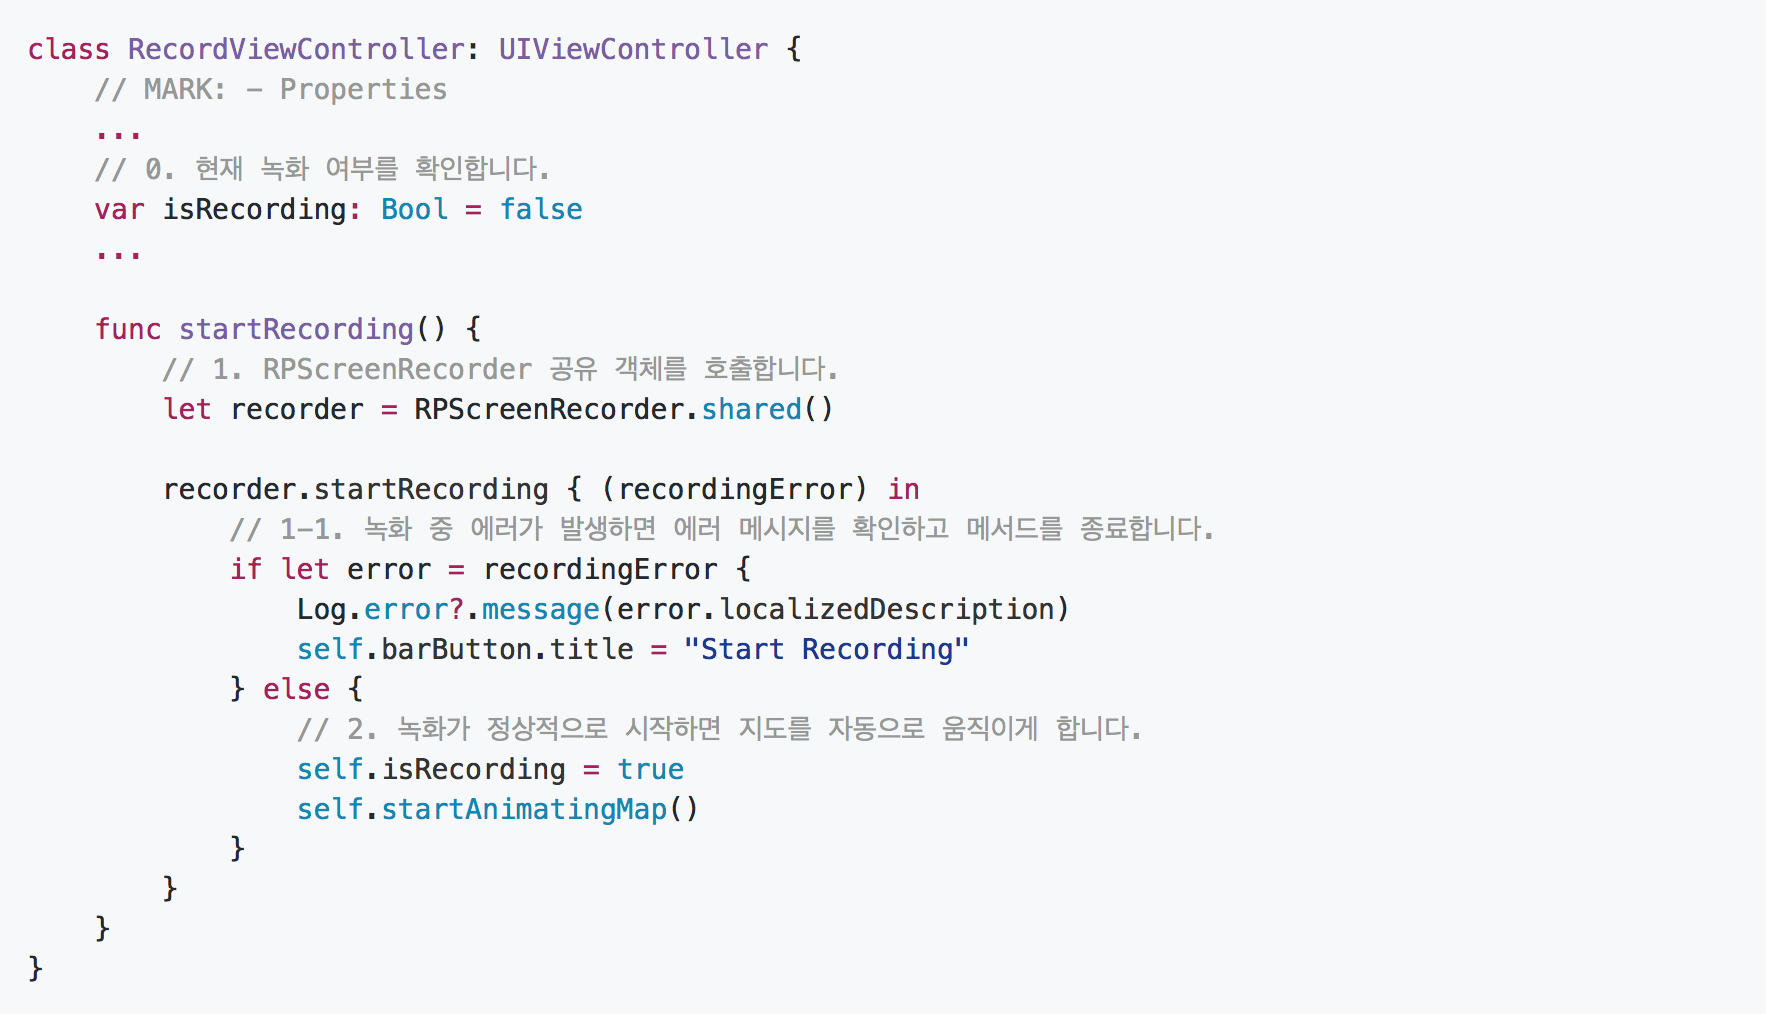 class RecordViewController: UIViewController {
    // MARK: - Properties
    ...
    // 0. 현재 녹화 여부를 확인합니다.
    var isRecording: Bool = false
    ...

    func startRecording() {
        // 1. RPScreenRecorder 공유 객체를 호출합니다.
        let recorder = RPScreenRecorder.shared()

        recorder.startRecording { (recordingError) in
            // 1-1. 녹화 중 에러가 발생하면 에러 메시지를 확인하고 메서드를 종료합니다.
            if let error = recordingError {
                Log.error?.message(error.localizedDescription)
                self.barButton.title = "Start Recording"
            } else {
                // 2. 녹화가 정상적으로 시작하면 지도를 자동으로 움직이게 합니다.
                self.isRecording = true
                self.startAnimatingMap()
            }
        }
    }
}